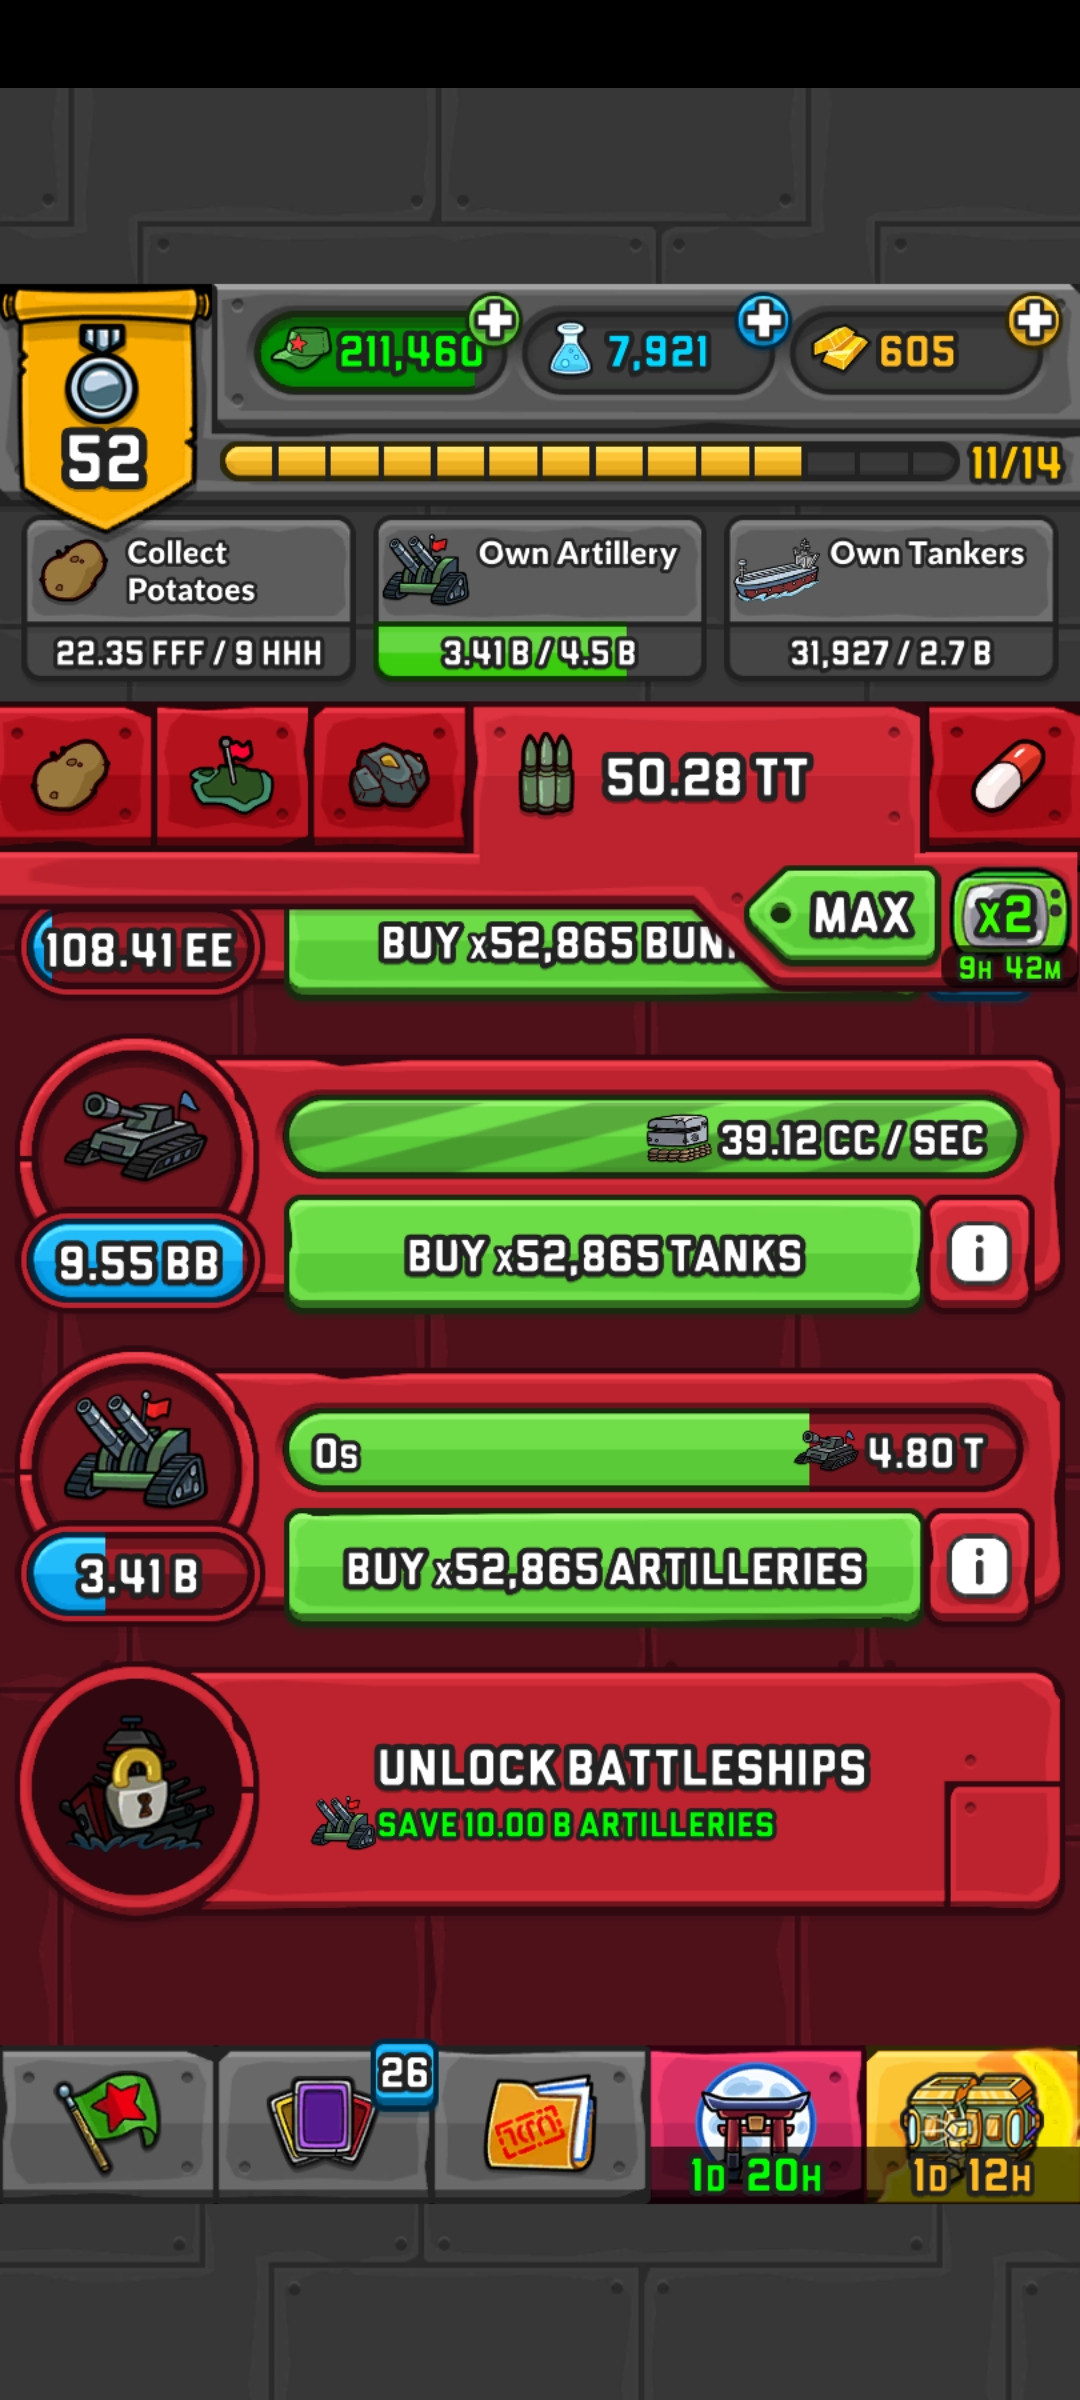 211,460
7,921
605
52
11/14
Collect
Potatoes
22.35 FFF / 9 HHH
Own Artillery
3.41 B / 4.5 B
Own Tankers
31,927 / 2.7 B
50.28 TT
MAX
x2
9H 42M
108.41 EE
BUY x52,865 BUN
39.12 CC / SEC
9.55 BB
BUY x52,865 TANKS
i
0s
4.80 T
3.41 B
BUY x52,865 ARTILLERIES
i
UNLOCK BATTLESHIPS
SAVE 10.00 B ARTILLERIES
26
1D 20H
1D 12H